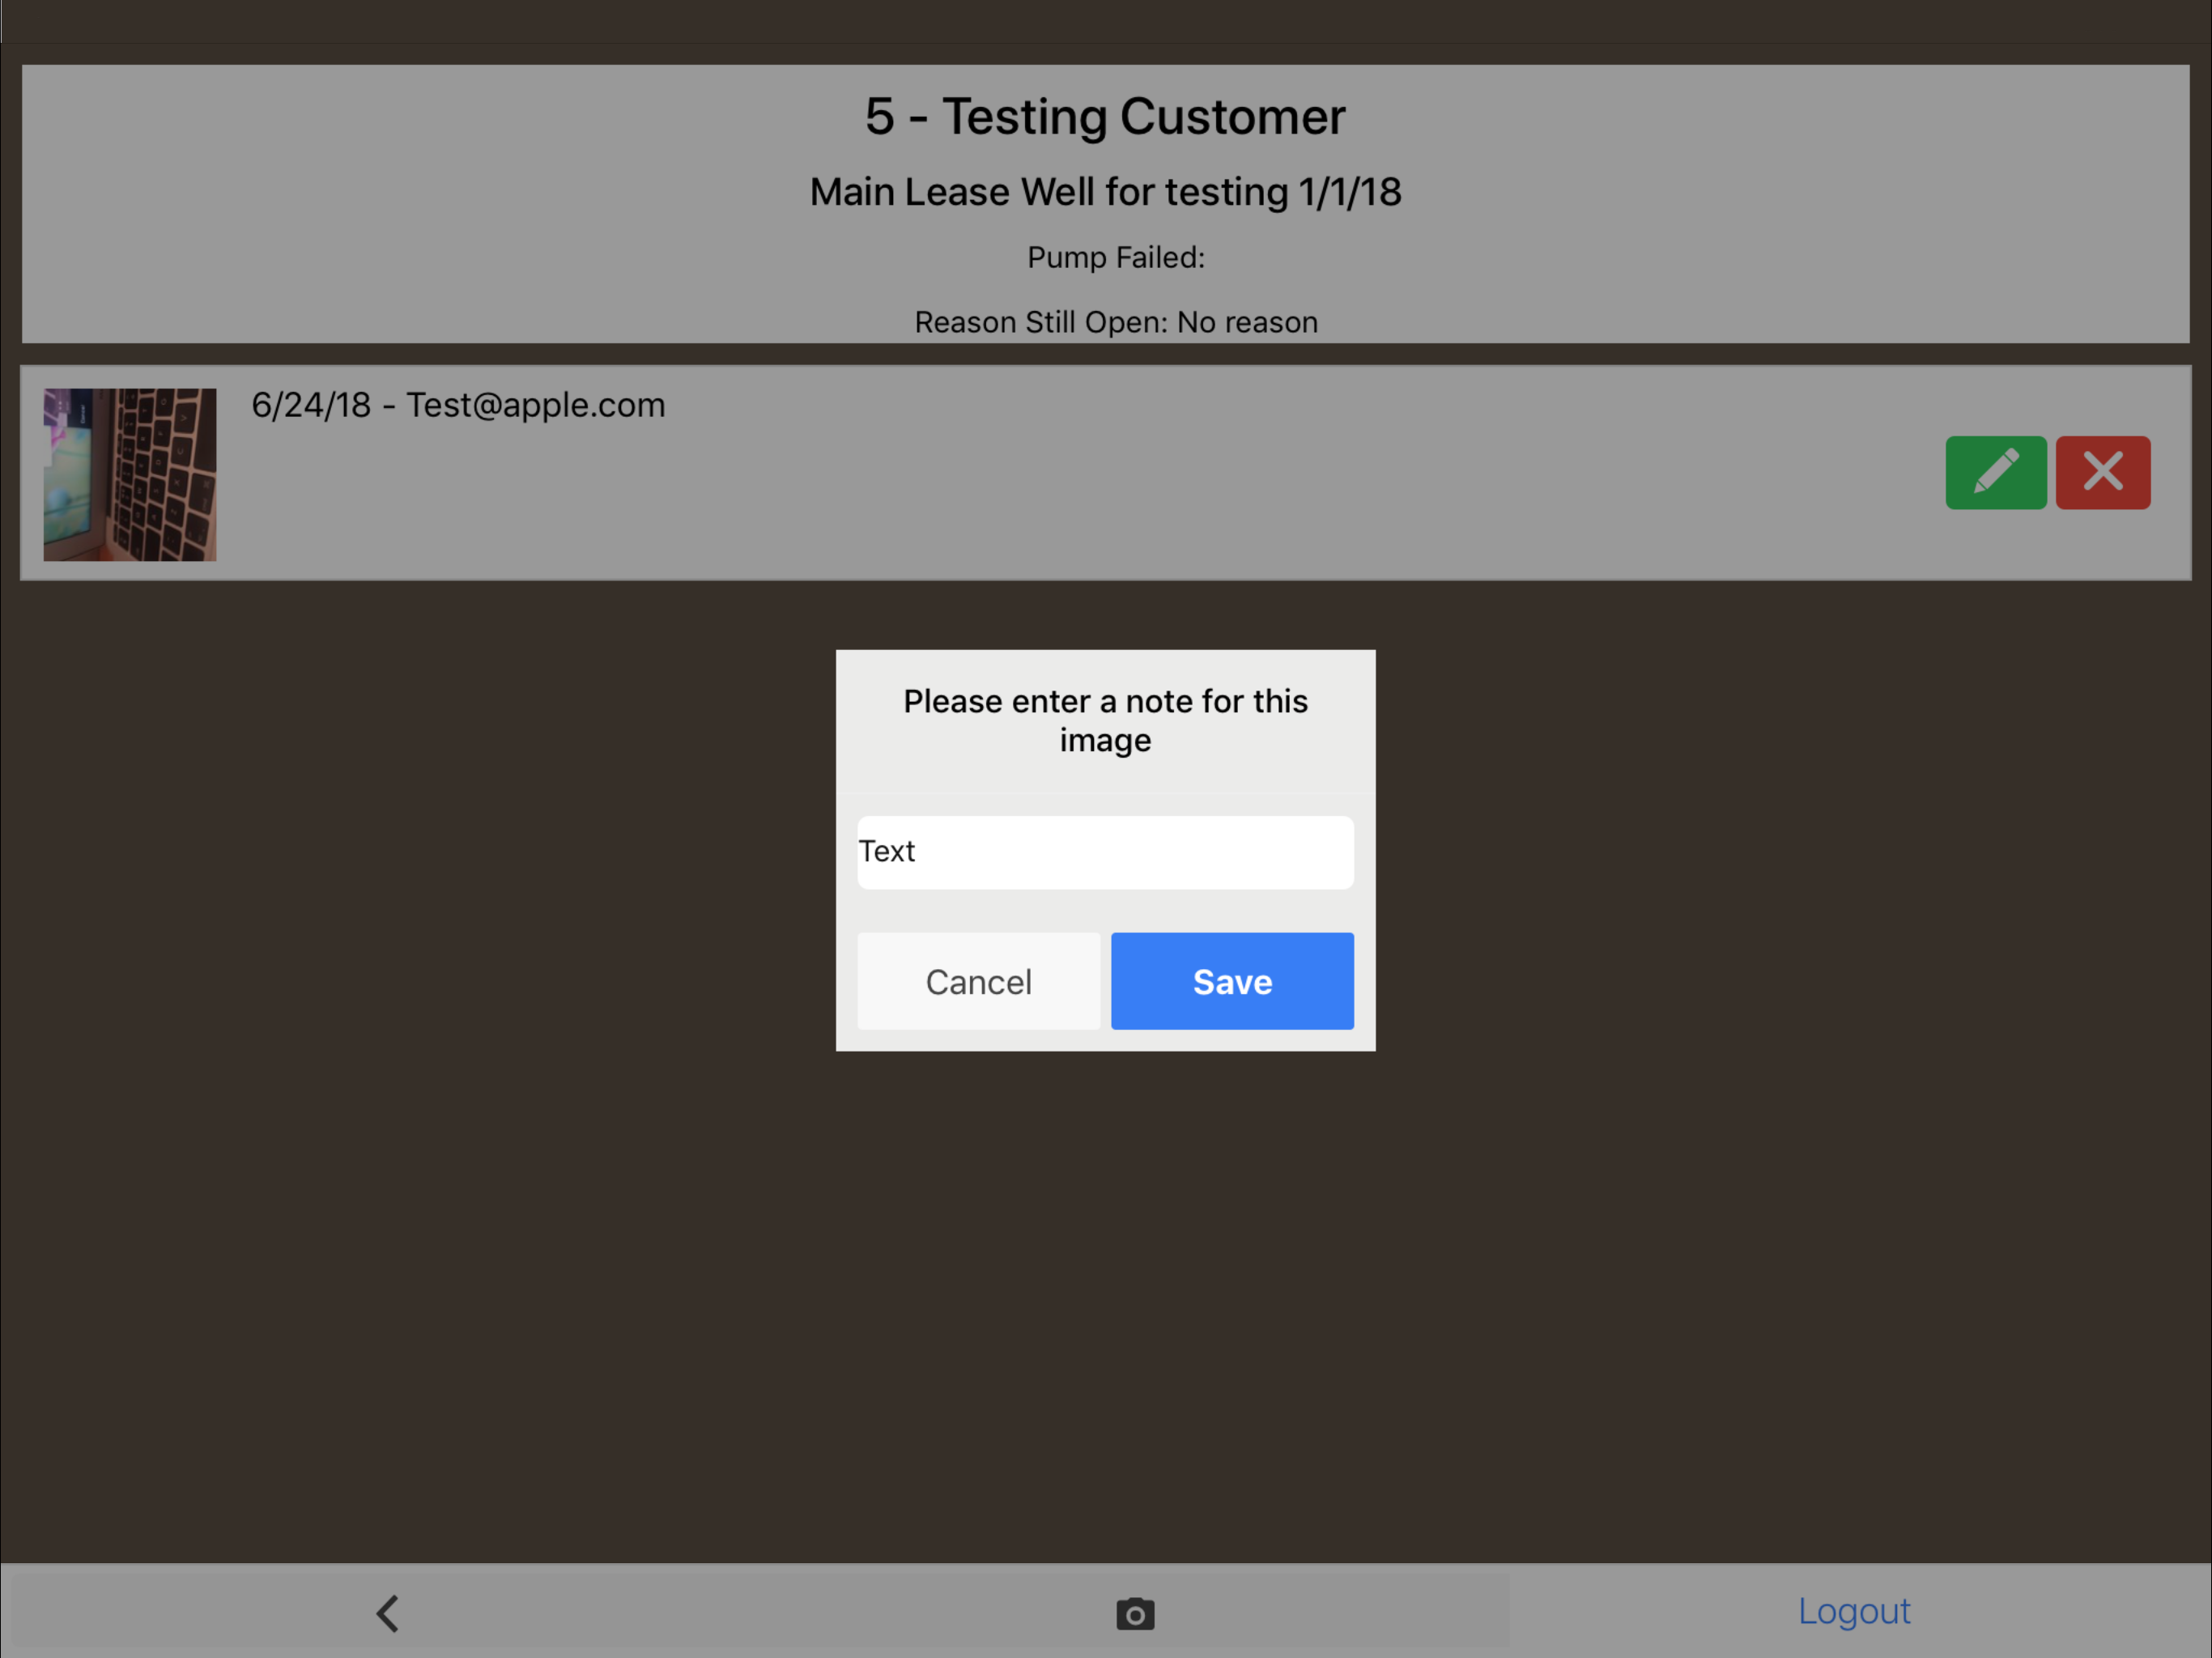 5 - Testing Customer
Main Lease Well for testing 1/1/18
Pump Failed:
Reason Still Open: No reason
6/24/18 - Test@apple.com
Please enter a note for this
image
Text
Cancel
Save
Logout